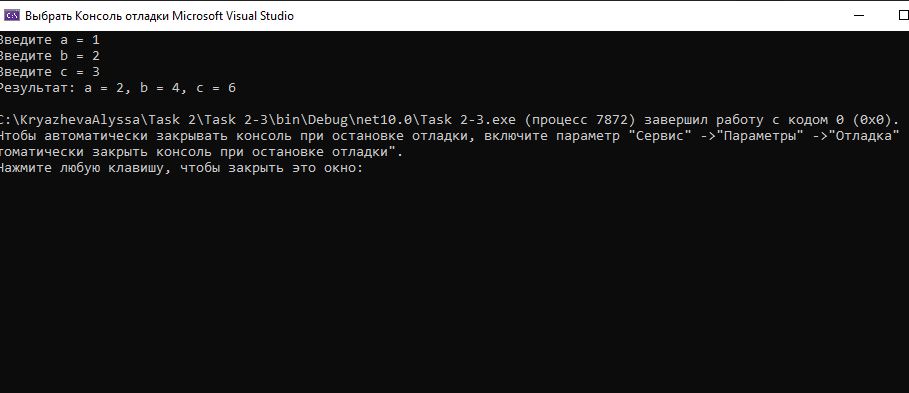 Выбрать Консоль отладки Microsoft Visual Studio
Введите a = 1
Введите b = 2
Введите c = 3
Результат: a = 2, b = 4, c = 6
C:\KryazhevaAlyssa\Task 2\Task 2-3\bin\Debug\net10.0\Task 2-3.exe (процесс 7872) завершил работу с кодом 0 (0x0).
Чтобы автоматически закрывать консоль при остановке отладки, включите параметр "Сервис" ->"Параметры" ->"Отладка"
томатически закрыть консоль при остановке отладки".
Нажмите любую клавишу, чтобы закрыть это окно: